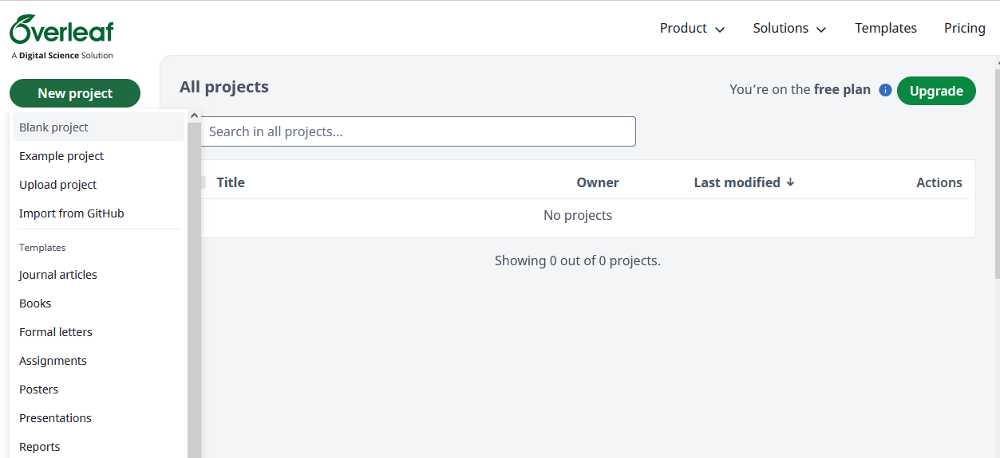 Overleaf
A Digital Science Solution
Product
Solutions
Templates
Pricing
New project
All projects
You’re on the free plan
Upgrade
Blank project
Example project
Upload project
Import from GitHub
Templates
Journal articles
Books
Formal letters
Assignments
Posters
Presentations
Reports
Search in all projects...
Title Owner Last modified ↓ Actions
No projects
Showing 0 out of 0 projects.